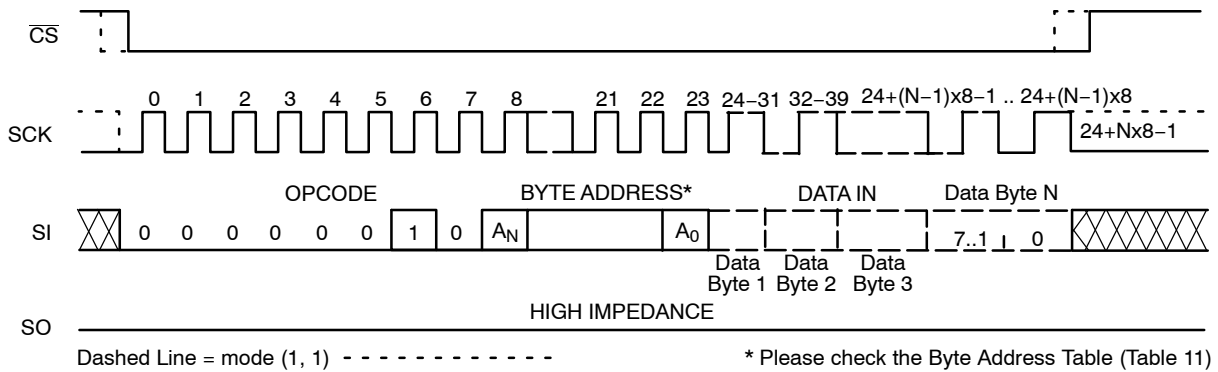 CS
0 1 2 3 4 5 6 7 8 21 22 23 24−31 32−39 24+(N−1)x8−1 .. 24+(N−1)x8
SCK
24+Nx8−1
OPCODE BYTE ADDRESS* DATA IN Data Byte N
SI 0 0 0 0 0 0 1 0 AN A0 7..1 0
Data Byte 1
Data Byte 2
Data Byte 3
HIGH IMPEDANCE
SO
Dashed Line = mode (1, 1) - - - - - - - - - - - - -
* Please check the Byte Address Table (Table 11)